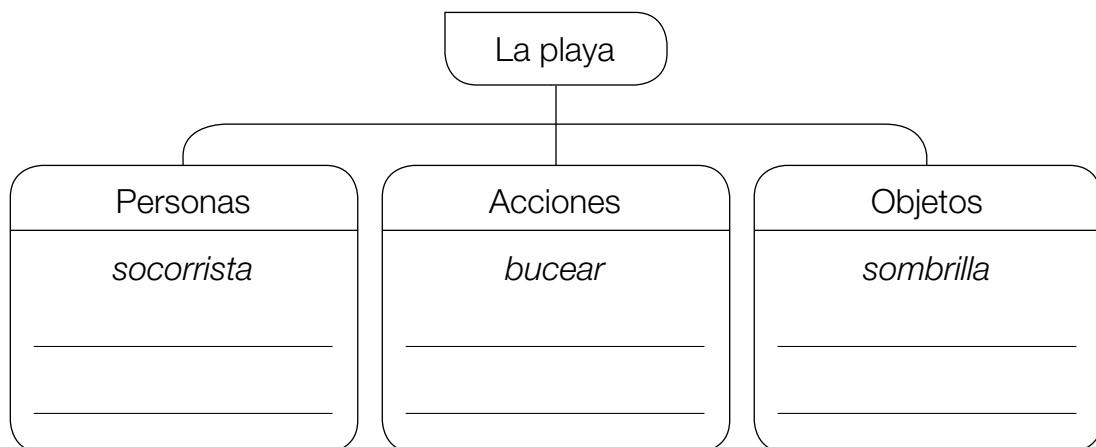 La playa
Personas
Acciones
Objetos
socorrista
bucear
sombrilla